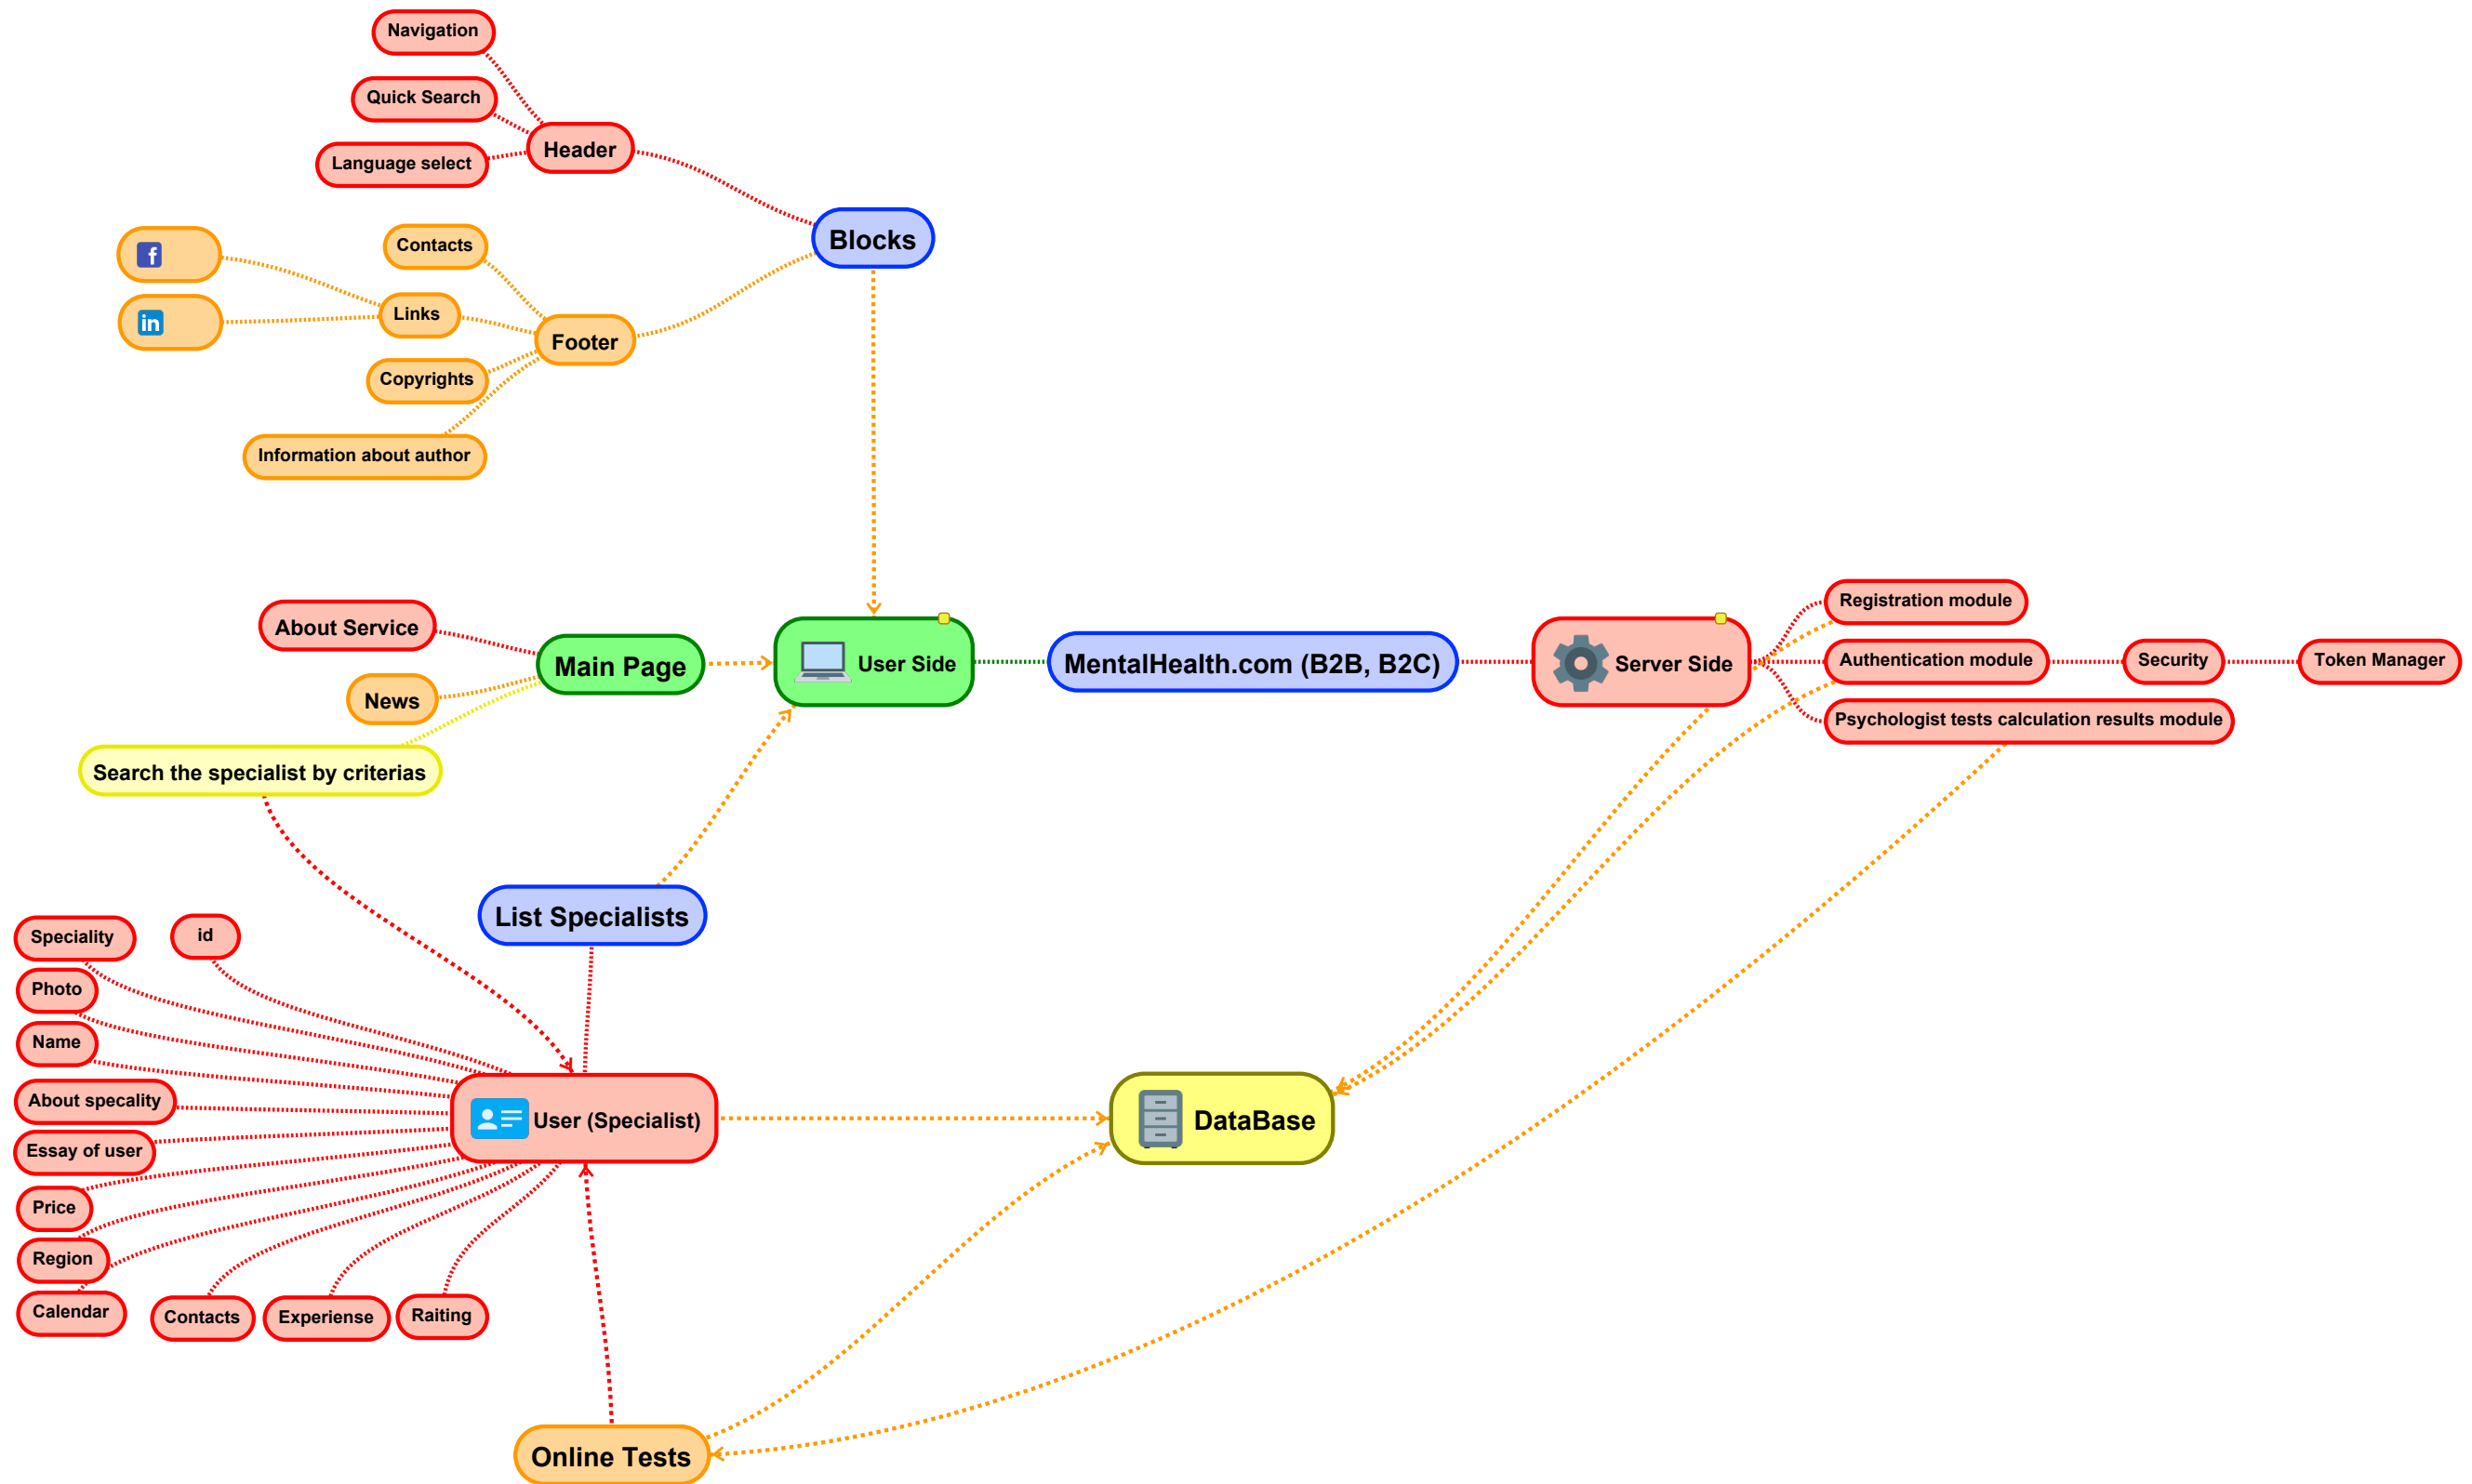 Navigation
Quick Search
Language select
Header
Blocks
f
in
Contacts
Links
Footer
Copyrights
Information about author
About Service
Main Page
News
Search the specialist by criterias
User Side
MentalHealth.com (B2B, B2C)
Server Side
Registration module
Authentication module
Security
Token Manager
Psychologist tests calculation results module
List Specialists
Speciality
id
Photo
Name
About specality
Essay of user
Price
Region
Calendar
Contacts
Experiense
Raiting
User (Specialist)
DataBase
Online Tests